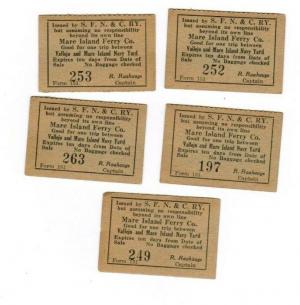 Issued by S. F. N. & C. RY.
but assuming no responsibility
beyond its own line
Mare Island Ferry Co.
Good for one trip between
Vallejo and Mare Island Navy Yard
Expires ten days from Date of
Sale No Baggage checked
253
R. Rauhauge
Form 151 Captain
Issued by S. F. N. & C. RY.
but assuming no responsibility
beyond its own line
Mare Island Ferry Co.
Good for one trip between
Vallejo and Mare Island Navy Yard
Expires ten days from Date of
Sale No Baggage checked
252
R. Rauhauge
Form 151 Captain
Issued by S. F. N. & C. RY.
but assuming no responsibility
beyond its own line
Mare Island Ferry Co.
Good for one trip between
Vallejo and Mare Island Navy Yard
Expires ten days from Date of
Sale No Baggage checked
263
R. Rauhauge
Form 151 Captain
Issued by S. F. N. & C. RY.
but assuming no responsibility
beyond its own line
Mare Island Ferry Co.
Good for one trip between
Vallejo and Mare Island Navy Yard
Expires ten days from Date of
Sale No Baggage checked
197
R. Rauhauge
Form 151 Captain
Issued by S. F. N. & C. RY.
but assuming no responsibility
beyond its own line
Mare Island Ferry Co.
Good for one trip between
Vallejo and Mare Island Navy Yard
Expires ten days from Date of
Sale No Baggage checked
249
R. Rauhauge
Form 151 Captain